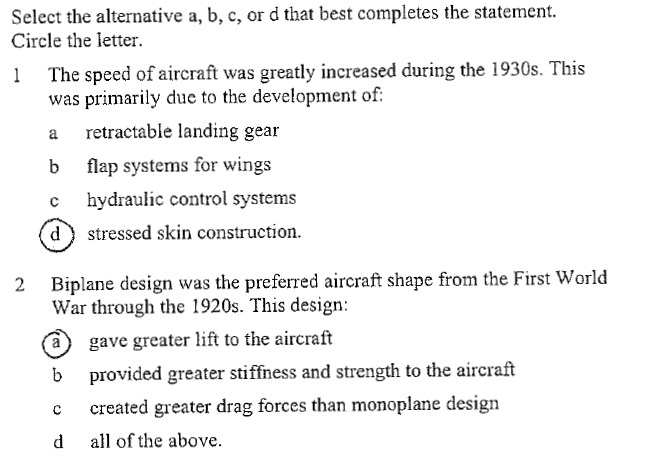 Select the alternative a, b, c, or d that best completes the statement.
Circle the letter.
1 The speed of aircraft was greatly increased during the 1930s. This
was primarily due to the development of:
a retractable landing gear
b flap systems for wings
c hydraulic control systems
d stressed skin construction.
2 Biplane design was the preferred aircraft shape from the First World
War through the 1920s. This design:
a gave greater lift to the aircraft
b provided greater stiffness and strength to the aircraft
c created greater drag forces than monoplane design
d all of the above.